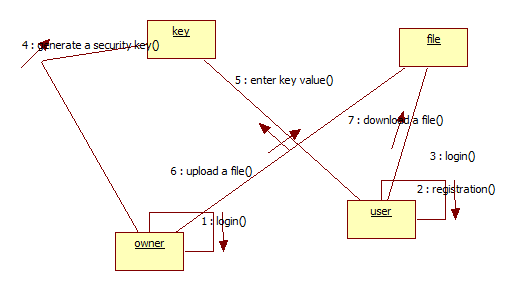 key
file
4 : generate a security key()
5 : enter key value()
7 : download a file()
3 : login()
6 : upload a file()
2 : registration()
user
1 : login()
owner